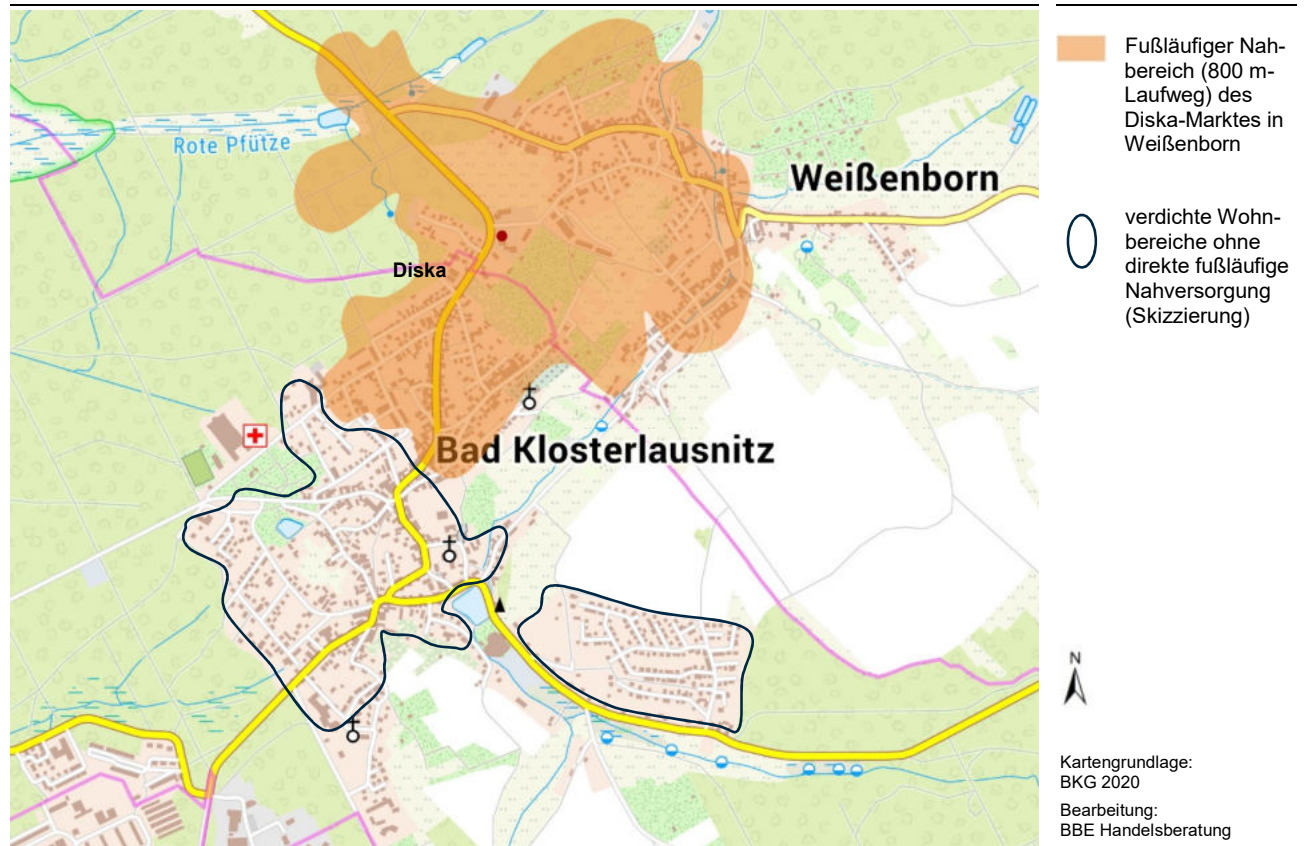 Rote Pfütze
Weißenborn
Diska
Bad Klosterlausnitz
Fußläufiger Nah-
bereich (800 m-
Laufweg) des
Diska-Marktes in
Weißenborn
verdichte Wohn-
bereiche ohne
direkte fußläufige
Nahversorgung
(Skizzierung)
N
Kartengrundlage:
BKG 2020
Bearbeitung:
BBE Handelsberatung